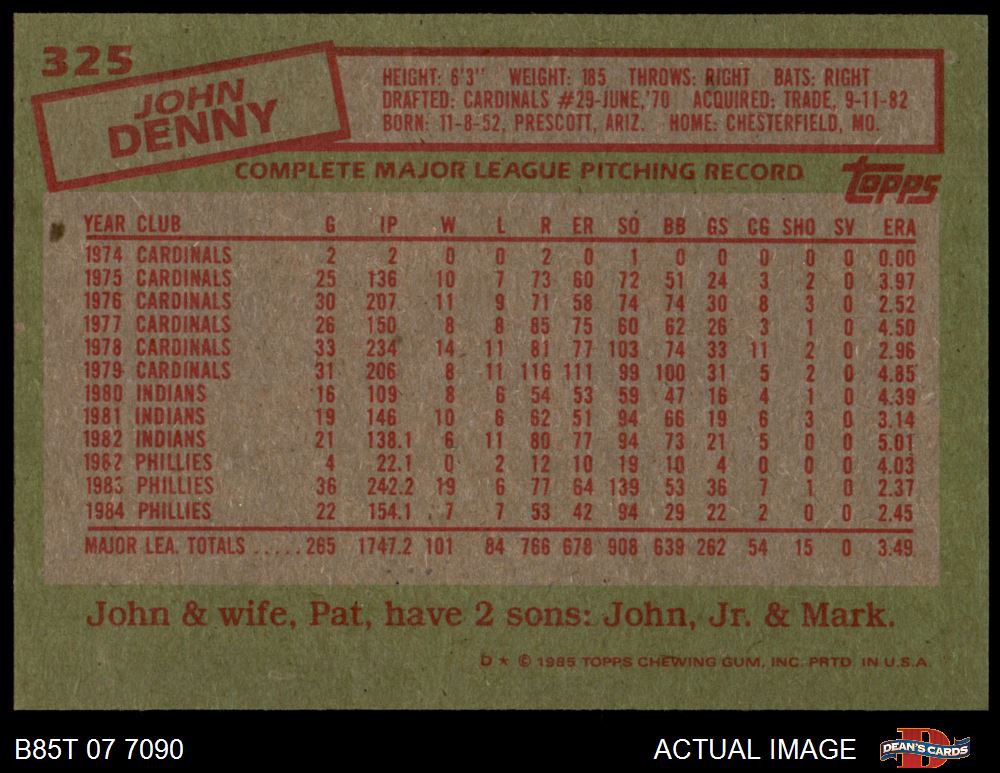 325
JOHN
DENNY
HEIGHT: 6'3" WEIGHT: 185 THROWS: RIGHT BATS: RIGHT
DRAFTED: CARDINALS #29-JUNE,'70 ACQUIRED: TRADE, 9-11-82
BORN: 11-8-52, PRESCOTT, ARIZ. HOME: CHESTERFIELD, MO.
COMPLETE MAJOR LEAGUE PITCHING RECORD
topps
YEAR CLUB G IP W L R ER SO BB GS CG SHO SV ERA
1974 CARDINALS 2 2 0 0 2 0 1 0 0 0 0 0 0.00
1975 CARDINALS 25 136 10 7 73 60 72 51 24 3 2 0 3.97
1976 CARDINALS 30 207 11 9 71 58 74 74 30 8 3 0 2.52
1977 CARDINALS 26 150 8 8 85 75 60 62 26 3 1 0 4.50
1978 CARDINALS 33 234 14 11 81 77 103 74 33 11 2 0 2.96
1979 CARDINALS 31 206 8 11 116 111 99 100 31 5 2 0 4.85
1980 INDIANS 16 109 8 6 54 53 59 47 16 4 1 0 4.39
1981 INDIANS 19 146 10 6 62 51 94 66 19 6 3 0 3.14
1982 INDIANS 21 138.1 6 11 80 77 94 73 21 5 0 0 5.01
1982 PHILLIES 4 22.1 0 2 12 10 19 10 4 0 0 0 4.03
1983 PHILLIES 36 242.2 19 6 77 64 139 53 36 7 1 0 2.37
1984 PHILLIES 22 154.1 7 7 53 42 94 29 22 2 0 0 2.45
MAJOR LEA. TOTALS .....265 1747.2 101 84 766 678 908 639 262 54 15 0 3.49
John & wife, Pat, have 2 sons: John, Jr. & Mark.
D ★ © 1985 TOPPS CHEWING GUM, INC. PRTD. IN U.S.A.
B85T 07 7090
ACTUAL IMAGE
DEAN'S CARDS